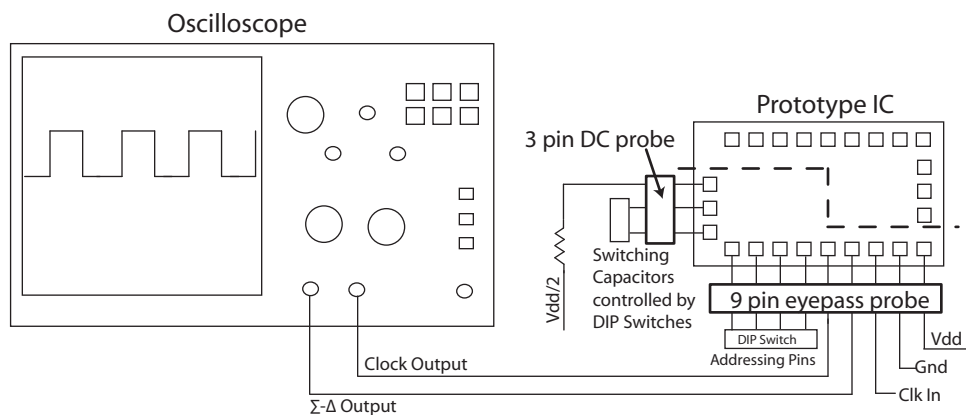 Oscilloscope
Prototype IC
3 pin DC probe
Switching
Capacitors
controlled by
DIP Switches
Vdd/2
9 pin eyepass probe
DIP Switch
Addressing Pins
Vdd
Gnd
Clk In
Clock Output
Σ-Δ Output